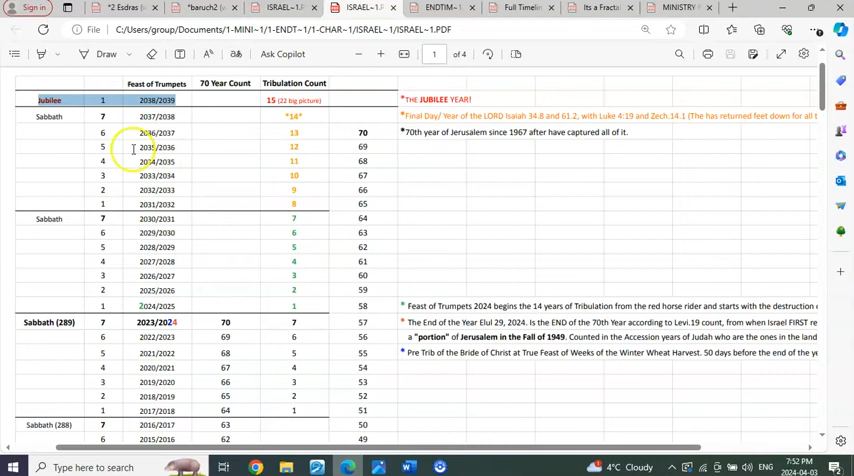 Sign in
*2 Esdras (w
*baruch2 (w
ISRAEL~1.P
ISRAEL~1.P
ENDTIM~1
Full Timelin
Its a Fractal
MINISTRY F
File C:/Users/group/Documents/1-MINI~1/1-ENDT~1/1-CHAR~1/ISRAEL~1/ISRAEL~1.PDF
Draw Ask Copilot 1 of 4
Feast of Trumpets 70 Year Count Tribulation Count
Jubilee 1 2038/2039 15 (22 big picture) *THE JUBILEE YEAR!
Sabbath 7 2037/2038 *14* *Final Day/ Year of the LORD Isaiah 34.8 and 61.2, with Luke 4:19 and Zech.14.1 (The has returned feet down for all t
6 2036/2037 13 70 *70th year of Jerusalem since 1967 after have captured all of it.
5 2035/2036 12 69
4 2034/2035 11 68
3 2033/2034 10 67
2 2032/2033 9 66
1 2031/2032 8 65
Sabbath 7 2030/2031 7 64
6 2029/2030 6 63
5 2028/2029 5 62
4 2027/2028 4 61
3 2026/2027 3 60
2 2025/2026 2 59
1 2024/2025 1 58 * Feast of Trumpets 2024 begins the 14 years of Tribulation from the red horse rider and starts with the destruction o
Sabbath (289) 7 2023/2024 70 7 57 * The End of the Year Elul 29, 2024. Is the END of the 70th Year according to Levi.19 count, from when Israel FIRST re
6 2022/2023 69 6 56 a "portion" of Jerusalem in the Fall of 1949. Counted in the Accession years of Judah who are the ones in the land
5 2021/2022 68 5 55 * Pre Trib of the Bride of Christ at True Feast of Weeks of the Winter Wheat Harvest. 50 days before the end of the ye
4 2020/2021 67 4 54
3 2019/2020 66 3 53
2 2018/2019 65 2 52
1 2017/2018 64 1 51
Sabbath (288) 7 2016/2017 63 50
6 2015/2016 62 49
Type here to search
4°C Cloudy
7:52 PM
2024-04-03